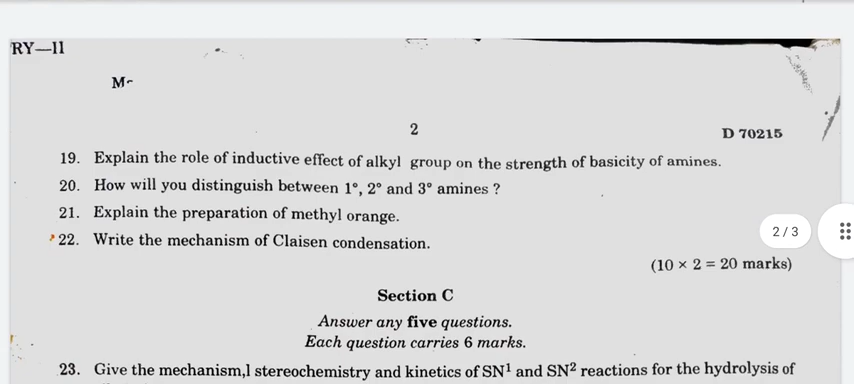 RY—11
M
2
D 70215
19. Explain the role of inductive effect of alkyl group on the strength of basicity of amines.
20. How will you distinguish between 1°, 2° and 3° amines ?
21. Explain the preparation of methyl orange.
22. Write the mechanism of Claisen condensation.
2 / 3
(10 × 2 = 20 marks)
Section C
Answer any five questions.
Each question carries 6 marks.
23. Give the mechanism,l stereochemistry and kinetics of SN¹ and SN² reactions for the hydrolysis of